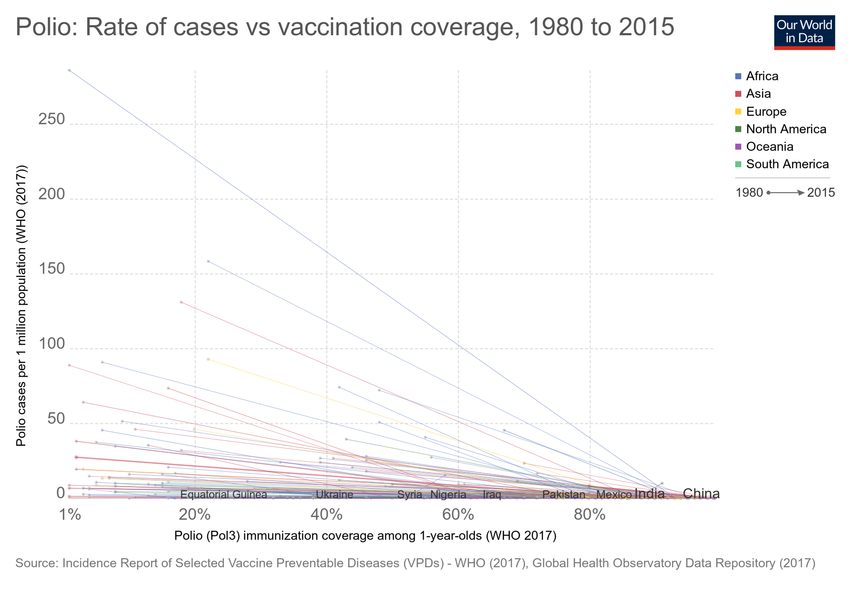 Polio: Rate of cases vs vaccination coverage, 1980 to 2015
Our World
in Data
Africa
Asia
Europe
North America
Oceania
South America
1980 2015
Polio cases per 1 million population (WHO (2017))
250
200
150
100
50
0
Equatorial Guinea Ukraine Syria Nigeria Iraq Pakistan Mexico India China
1% 20% 40% 60% 80%
Polio (Pol3) immunization coverage among 1-year-olds (WHO 2017)
Source: Incidence Report of Selected Vaccine Preventable Diseases (VPDs) - WHO (2017), Global Health Observatory Data Repository (2017)